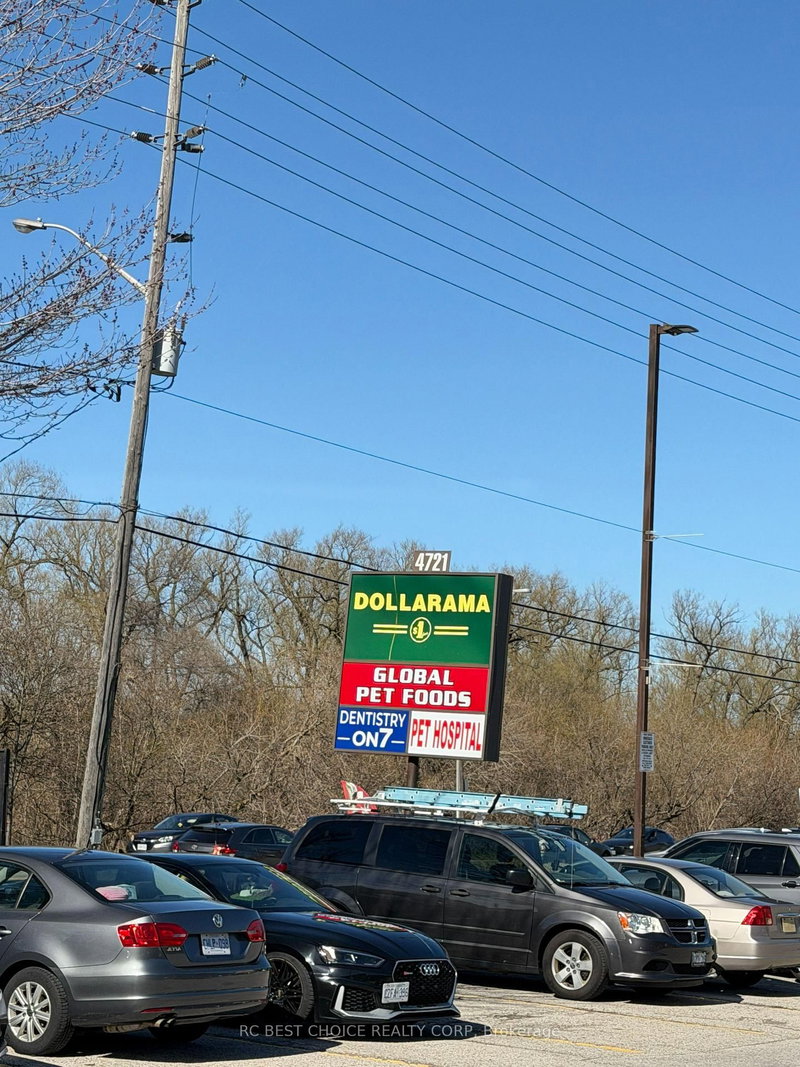 4721
DOLLARAMA
$1
GLOBAL
PET FOODS
DENTISTRY
—ON7—
PET HOSPITAL
RC BEST CHOICE REALTY CORP., Brokerage